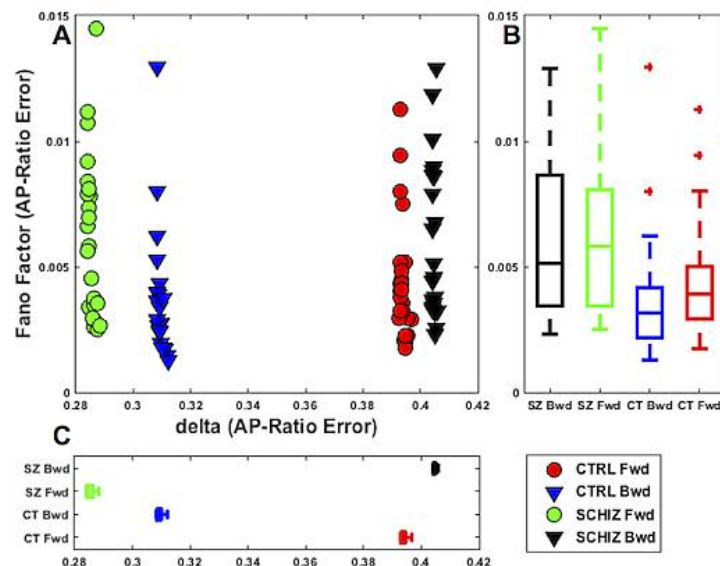 A
B
Fano Factor (AP-Ratio Error)
0.015
0.01
0.005
0
0.28 0.3 0.32 0.34 0.36 0.38 0.4 0.42
delta (AP-Ratio Error)
0.015
0.01
0.005
0
SZ Bwd SZ Fwd CT Bwd CT Fwd
C
SZ Bwd
SZ Fwd
CT Bwd
CT Fwd
0.28 0.3 0.32 0.34 0.36 0.38 0.4 0.42
CTRL Fwd
CTRL Bwd
SCHIZ Fwd
SCHIZ Bwd